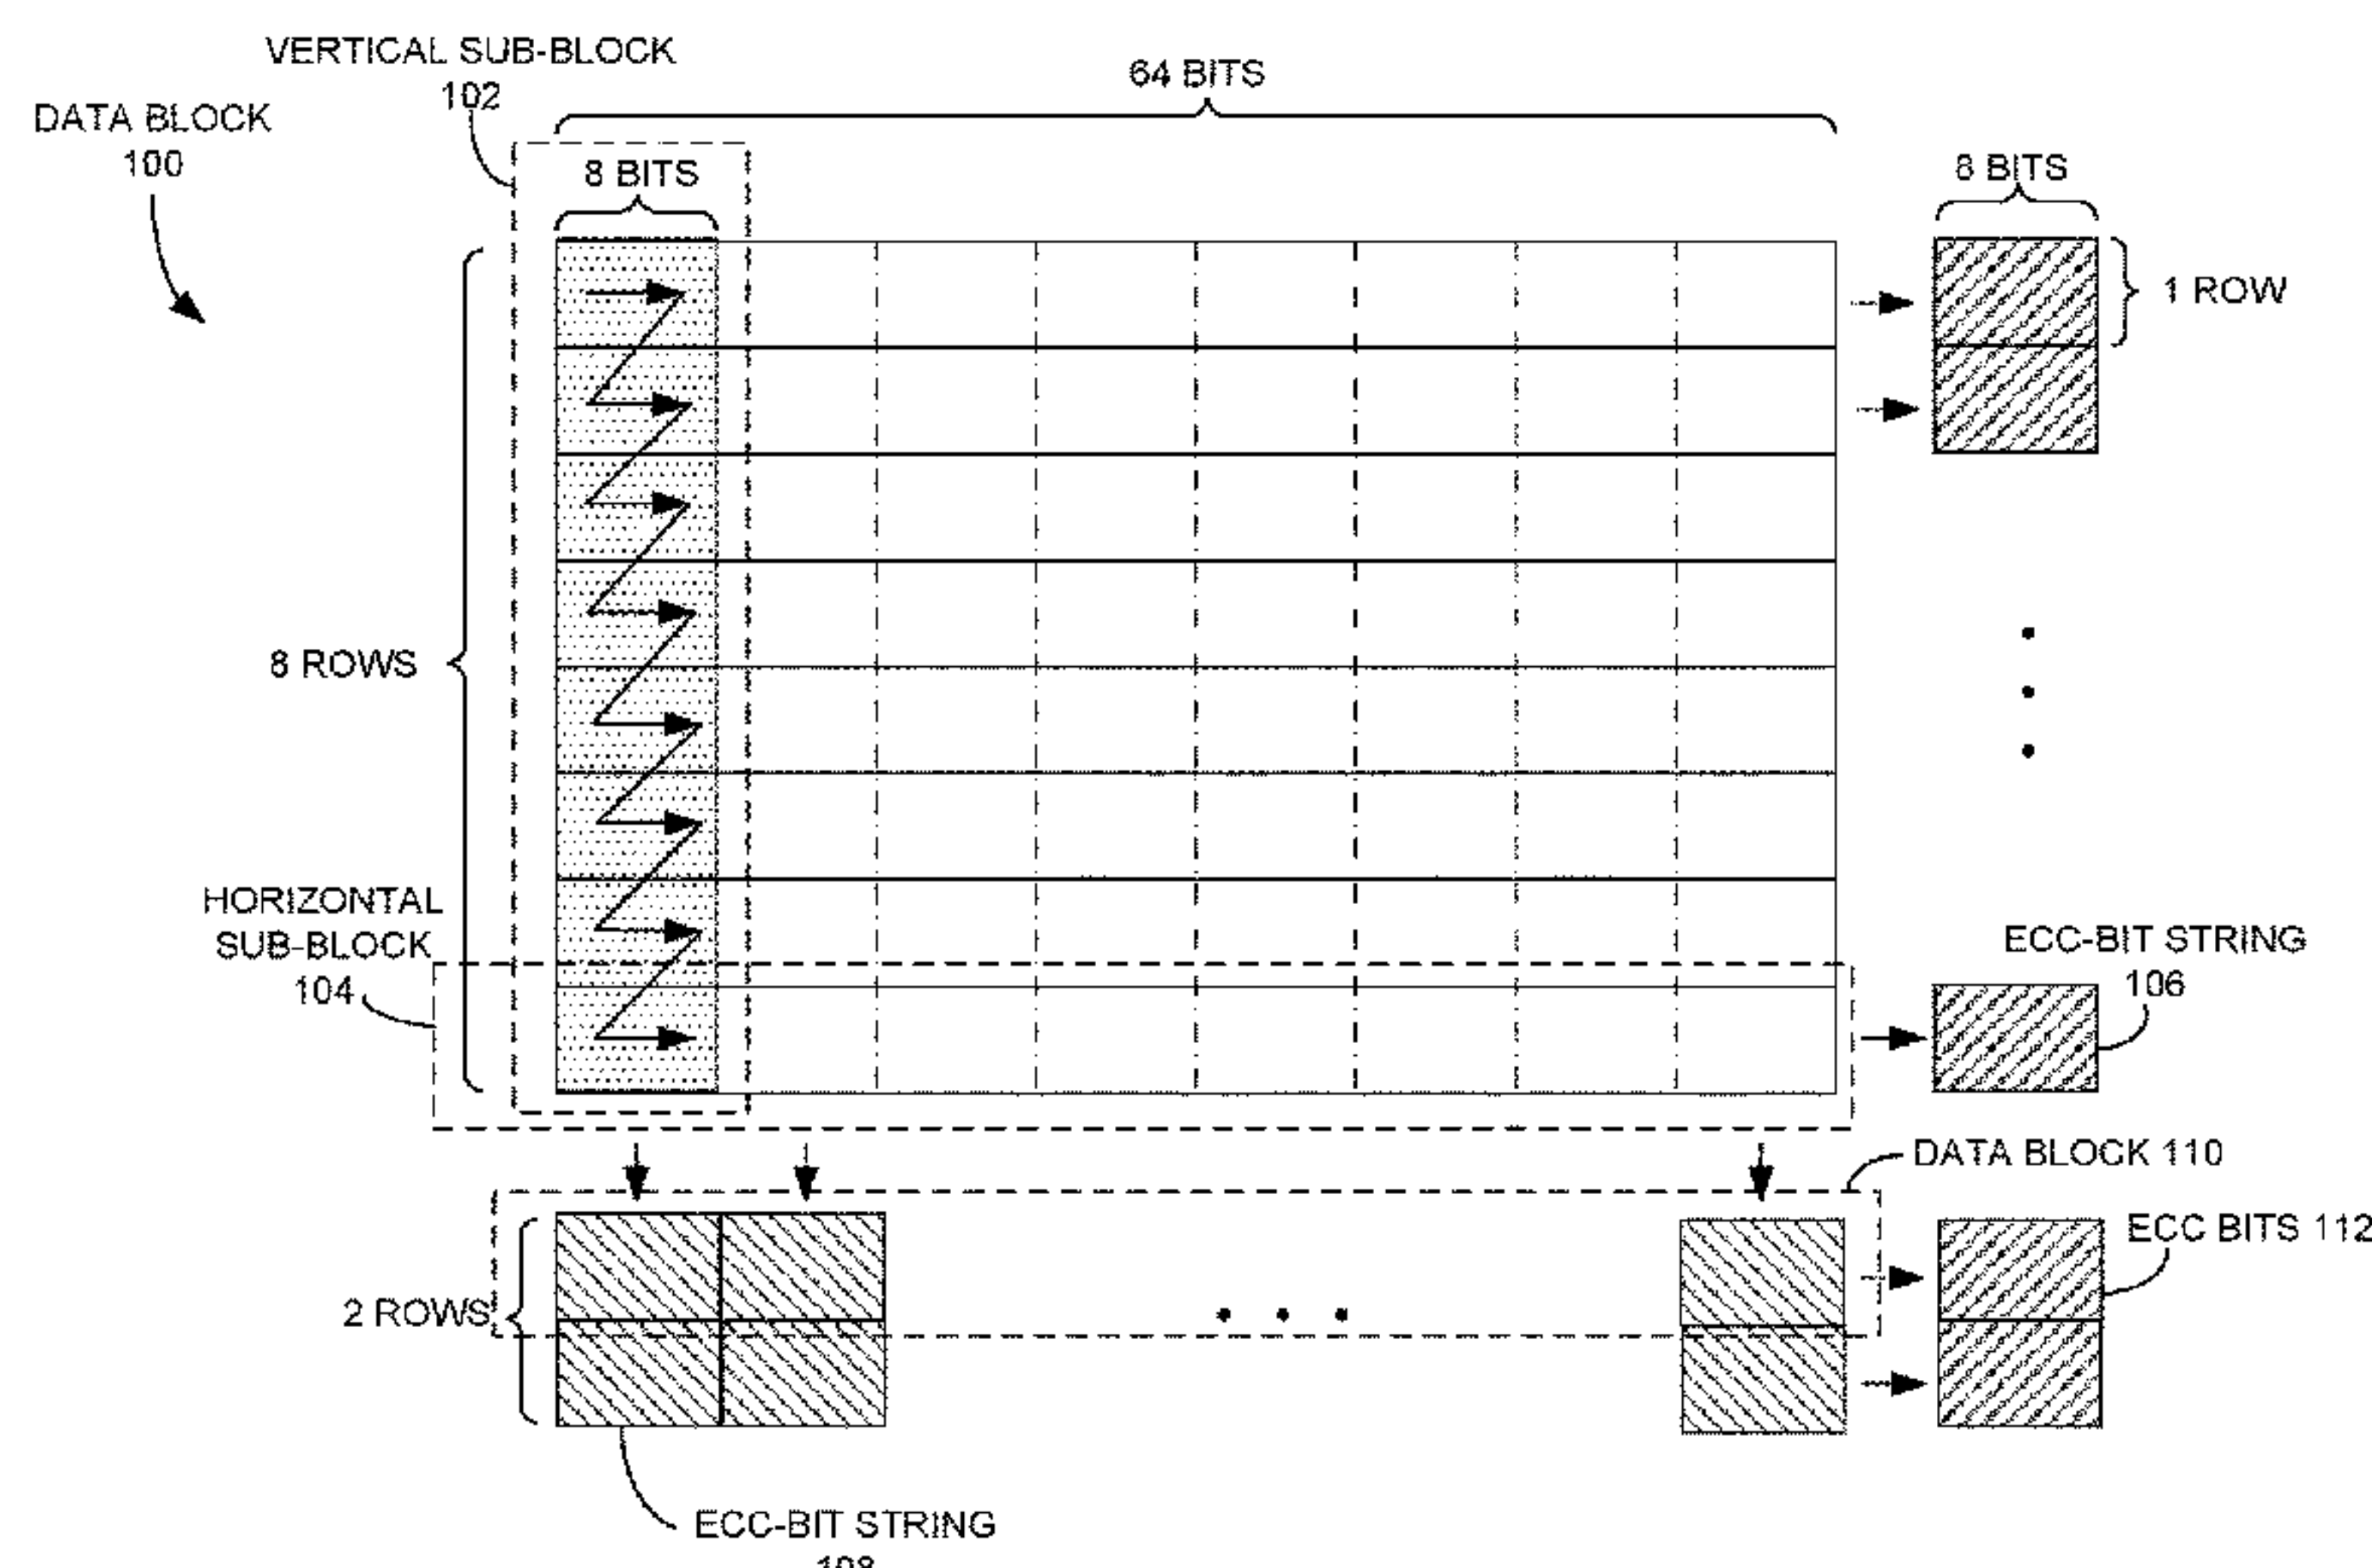 VERTICAL SUB-BLOCK
102
64 BITS
DATA BLOCK
100
8 BITS
8 BITS
1 ROW
8 ROWS
HORIZONTAL
SUB-BLOCK
104
ECC-BIT STRING
106
DATA BLOCK 110
ECC BITS 112
2 ROWS
ECC-BIT STRING
108